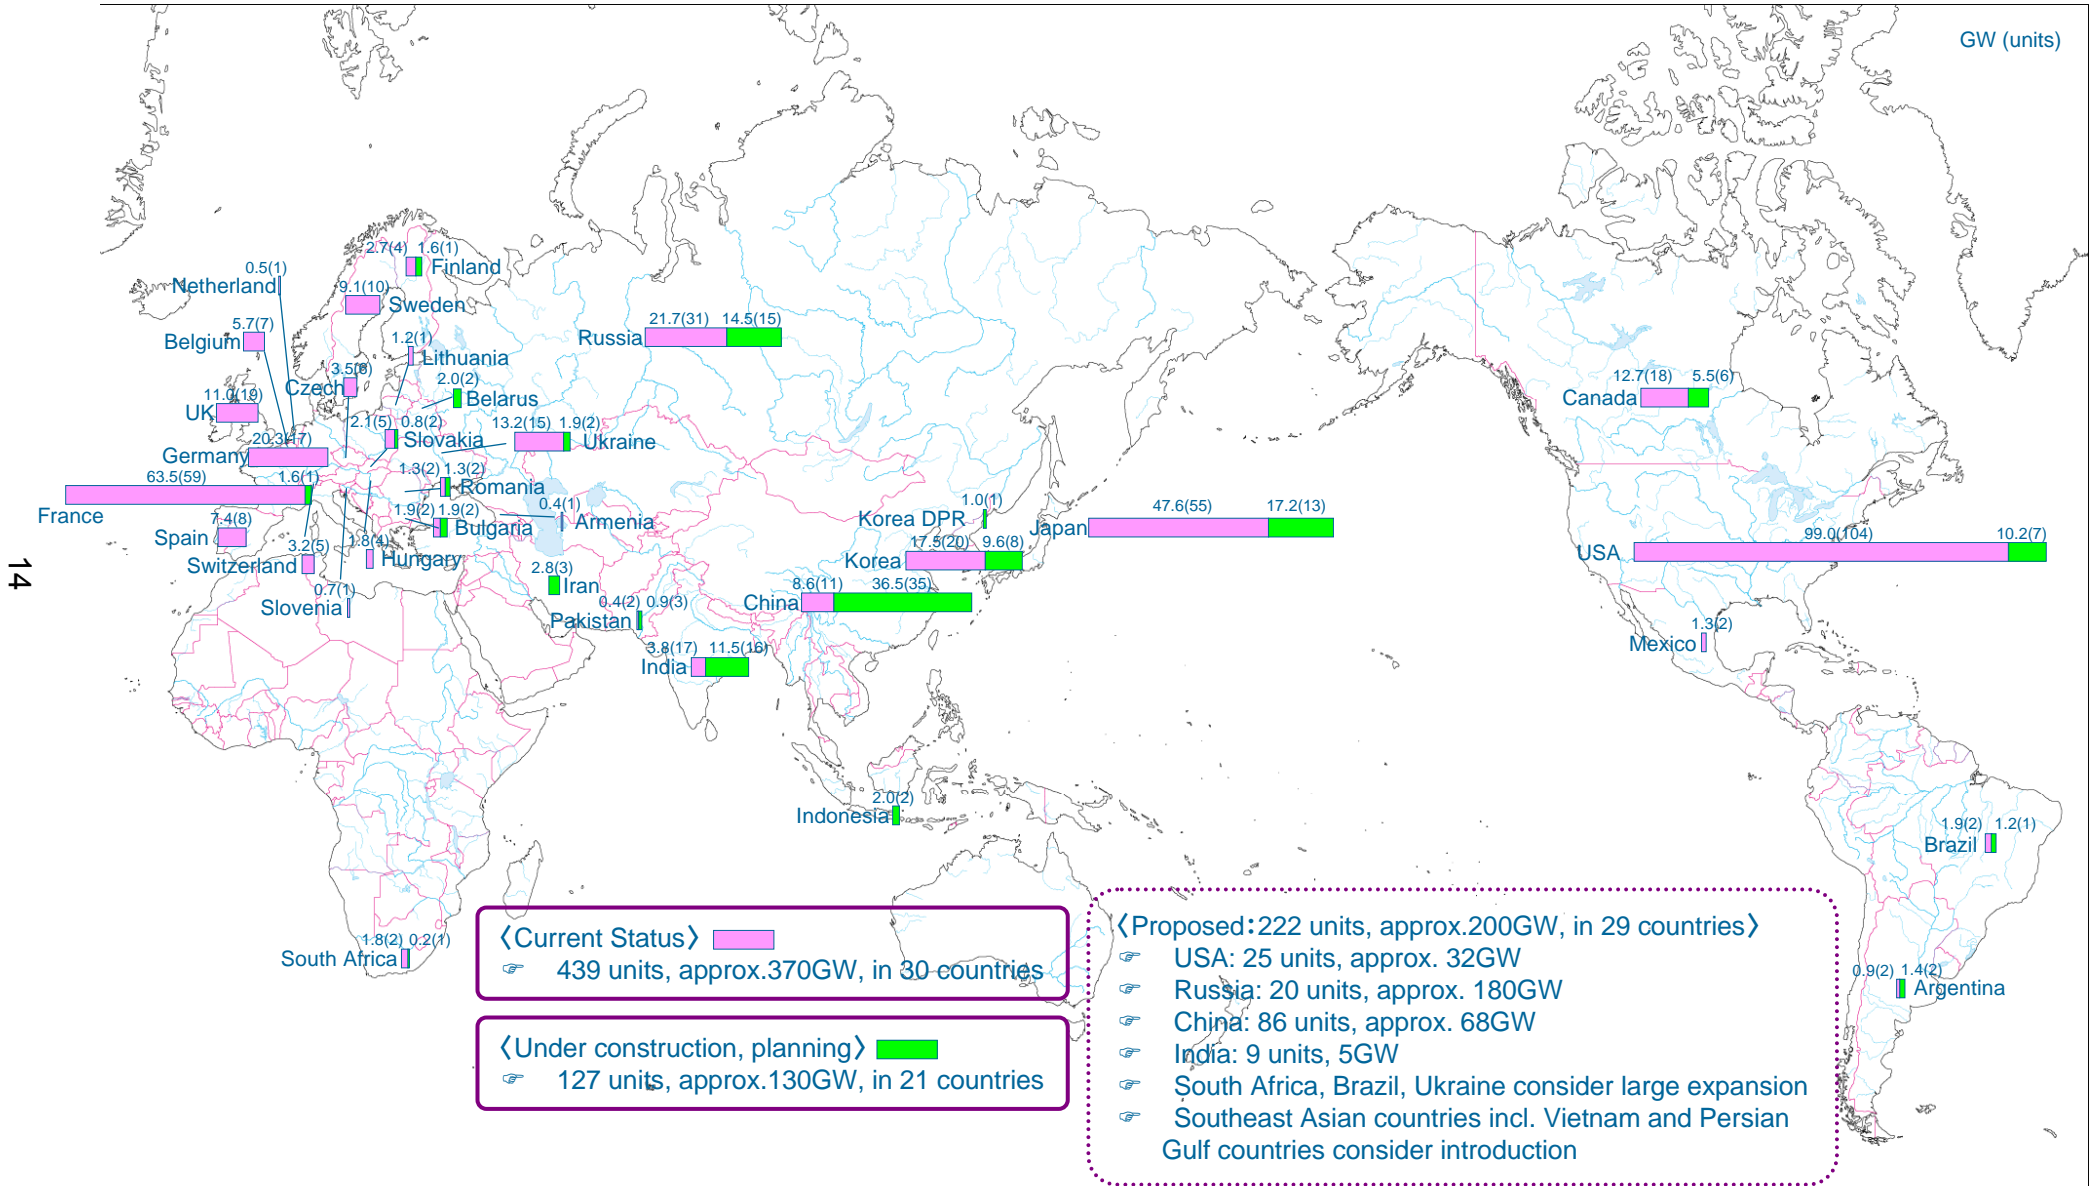 GW (units)
2.7(4) 1.6(1)
Finland
0.5(1)
Netherland
9.1(10)
Sweden
5.7(7)
Belgium
1.2(1)
Lithuania
21.7(31) 14.5(15)
Russia
3.5(6)
Czech
2.0(2)
Belarus
11.0(19)
UK
2.1(5) 0.8(2)
Slovakia
13.2(15) 1.9(2)
Ukraine
20.3(17)
Germany
63.5(59) 1.6(1)
France
1.3(2) 1.3(2)
Romania
1.9(2) 1.9(2)
Bulgaria
0.4(1)
Armenia
7.4(8)
Spain
3.2(5)
Switzerland
1.8(4)
Hungary
0.7(1)
Slovenia
2.8(3)
Iran
0.4(2) 0.9(3)
Pakistan
3.8(17) 11.5(16)
India
8.6(11) 36.5(35)
China
17.5(20) 9.6(8)
Korea
1.0(1)
Korea DPR
47.6(55) 17.2(13)
Japan
12.7(18) 5.5(6)
Canada
99.0(104) 10.2(7)
USA
1.3(2)
Mexico
2.0(2)
Indonesia
1.9(2) 1.2(1)
Brazil
0.9(2) 1.4(2)
Argentina
1.8(2) 0.2(1)
South Africa
〈Current Status〉
☞ 439 units, approx.370GW, in 30 countries
〈Under construction, planning〉
☞ 127 units, approx.130GW, in 21 countries
〈Proposed:222 units, approx.200GW, in 29 countries〉
☞ USA: 25 units, approx. 32GW
☞ Russia: 20 units, approx. 180GW
☞ China: 86 units, approx. 68GW
☞ India: 9 units, 5GW
☞ South Africa, Brazil, Ukraine consider large expansion
☞ Southeast Asian countries incl. Vietnam and Persian
Gulf countries consider introduction
14